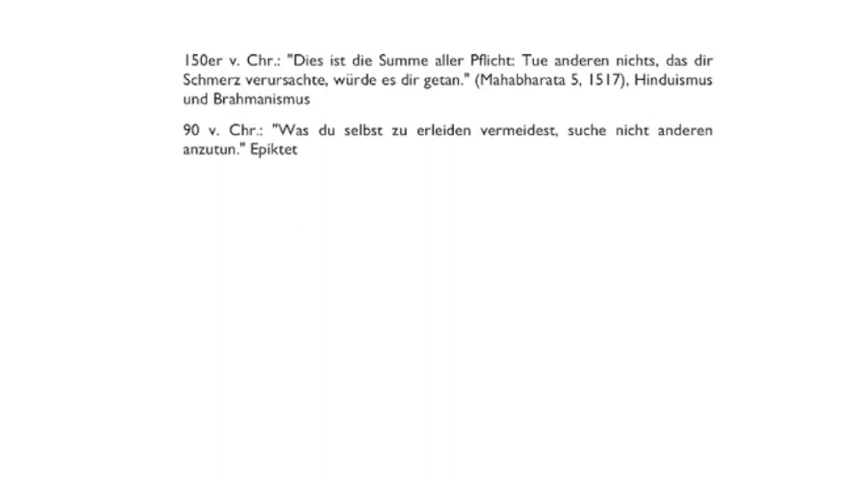 150er v. Chr.: "Dies ist die Summe aller Pflicht: Tue anderen nichts, das dir
Schmerz verursachte, würde es dir getan." (Mahabharata 5, 1517), Hinduismus
und Brahmanismus
90 v. Chr.: "Was du selbst zu erleiden vermeidest, suche nicht anderen
anzutun." Epiktet